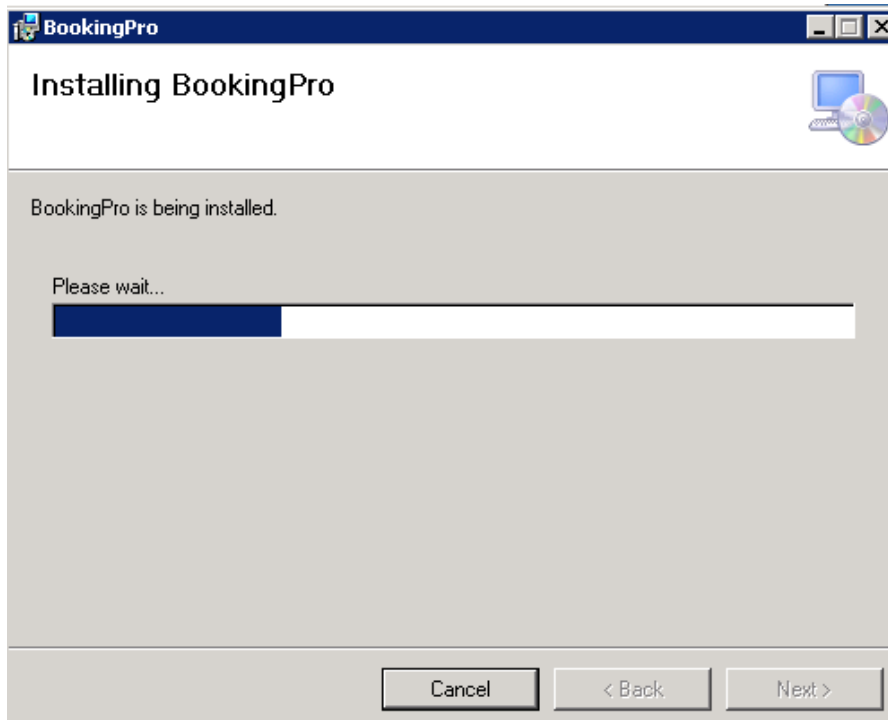 BookingPro
Installing BookingPro
BookingPro is being installed.
Please wait...
Cancel
< Back
Next >